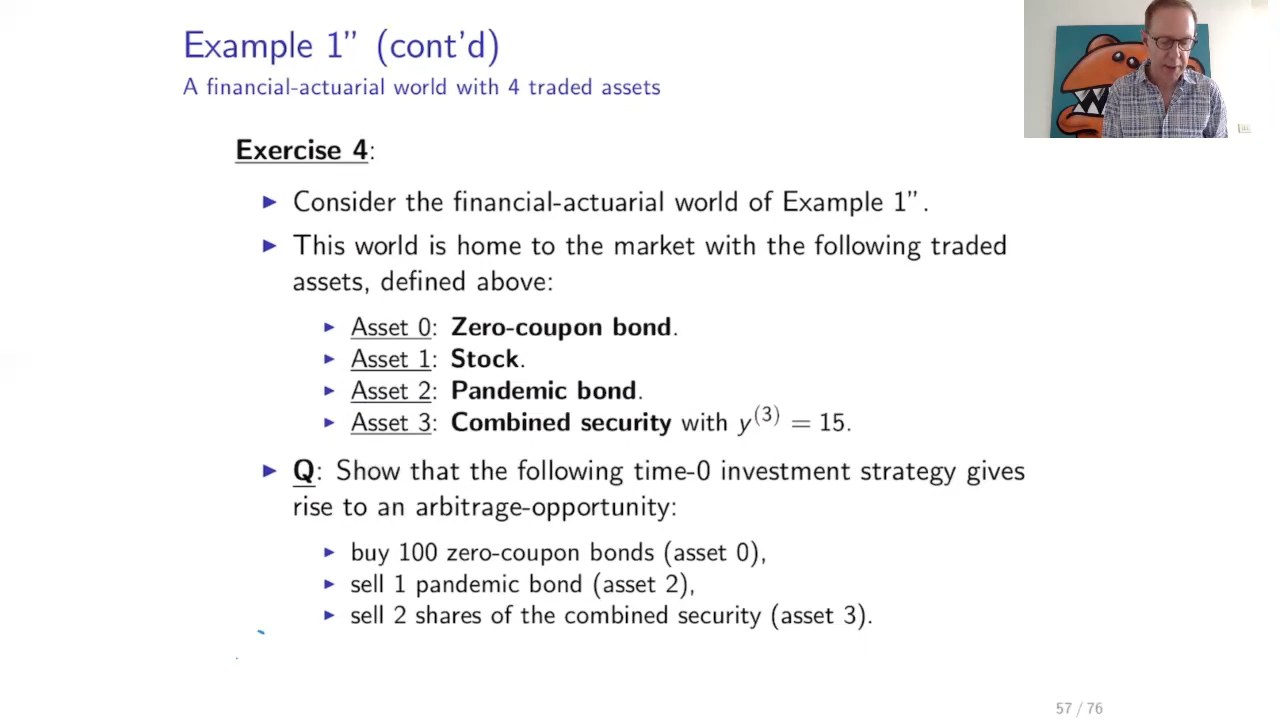 Example 1” (cont’d)
A financial-actuarial world with 4 traded assets
Exercise 4:
► Consider the financial-actuarial world of Example 1”.
► This world is home to the market with the following traded
assets, defined above:
► Asset 0: Zero-coupon bond.
► Asset 1: Stock.
► Asset 2: Pandemic bond.
► Asset 3: Combined security with y⁽³⁾ = 15.
► Q: Show that the following time-0 investment strategy gives
rise to an arbitrage-opportunity:
► buy 100 zero-coupon bonds (asset 0),
► sell 1 pandemic bond (asset 2),
► sell 2 shares of the combined security (asset 3).
57 / 76